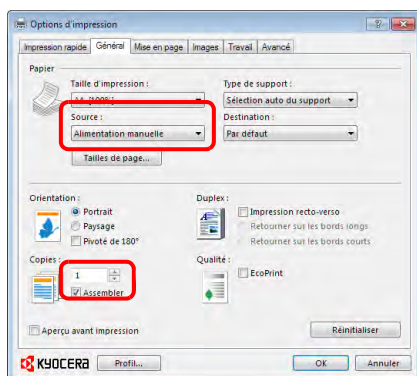 Options d'impression
Impression rapide Général Mise en page Images Travail Avancé
Papier
Taille d'impression : Type de support :
A4 [100%] Sélection auto du support
Source : Destination :
Alimentation manuelle Par défaut
Tailles de page...
Orientation : Duplex :
Portrait Impression recto-verso
Paysage Retourner sur les bords longs
Pivoté de 180° Retourner sur les bords courts
Copies : Qualité :
1 EcoPrint
Assembler
Aperçu avant impression Réinitialiser
KYOCERA Profil... OK Annuler